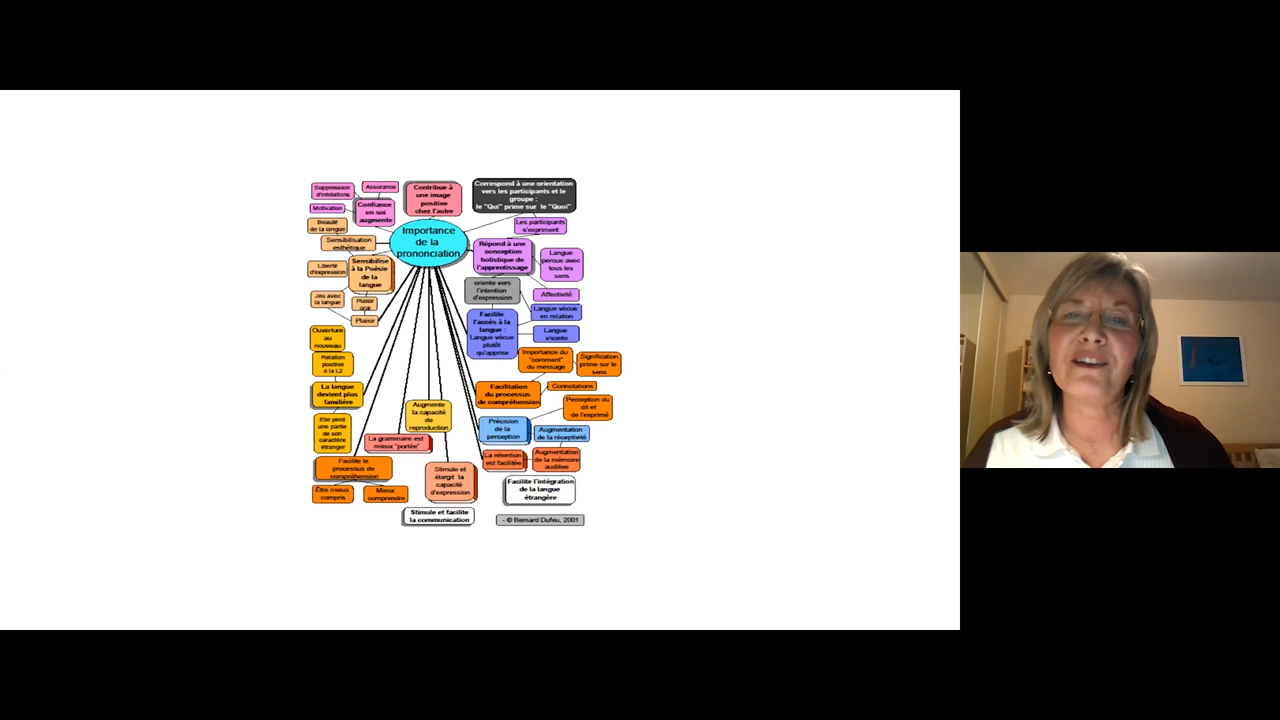 Importance
de la
prononciation
Contribue à
une image
positive
chez l'autre
Correspond à une orientation
vers les participants et le
groupe :
le "Qui" prime sur le "Quoi"
Suppression
d'inhibitions
Assurance
Motivation
Confiance
en soi
augmente
Beauté
de la langue
Sensibilisation
esthétique
Sensibilise
à la Poésie
de la
langue
Liberté
d'expression
Jeu avec
la langue
Plaisir
oral
Plaisir
Les participants
s'expriment
Répond à une
conception
holistique de
l'apprentissage
Langue
perçue avec
tous les
sens
oriente vers
l'intention
d'expression
Affectivité
Facilite
l'accès à la
langue :
Langue vécue
plutôt
qu'apprise
Langue vécue
en relation
Langue
vivante
Ouverture
au
nouveau
Relation
positive
à la L2
La langue
devient plus
familière
Elle perd
une partie
de son
caractère
étranger
Importance du
"comment"
du message
Signification
prime sur le
sens
Facilitation
du processus
de compréhension
Connotations
Perception du
dit et
de l'exprimé
Augmente
la capacité
de
reproduction
Précision
de la
perception
Augmentation
de la réceptivité
La grammaire est
mieux "portée"
La rétention
est facilitée
Augmentation
de la mémoire
auditive
Facilite le
processus de
compréhension
Être mieux
compris
Mieux
comprendre
Stimule et
élargit la
capacité
d'expression
Facilite l'intégration
de la langue
étrangère
Stimule et facilite
la communication
- © Bernard Dufeu, 2001